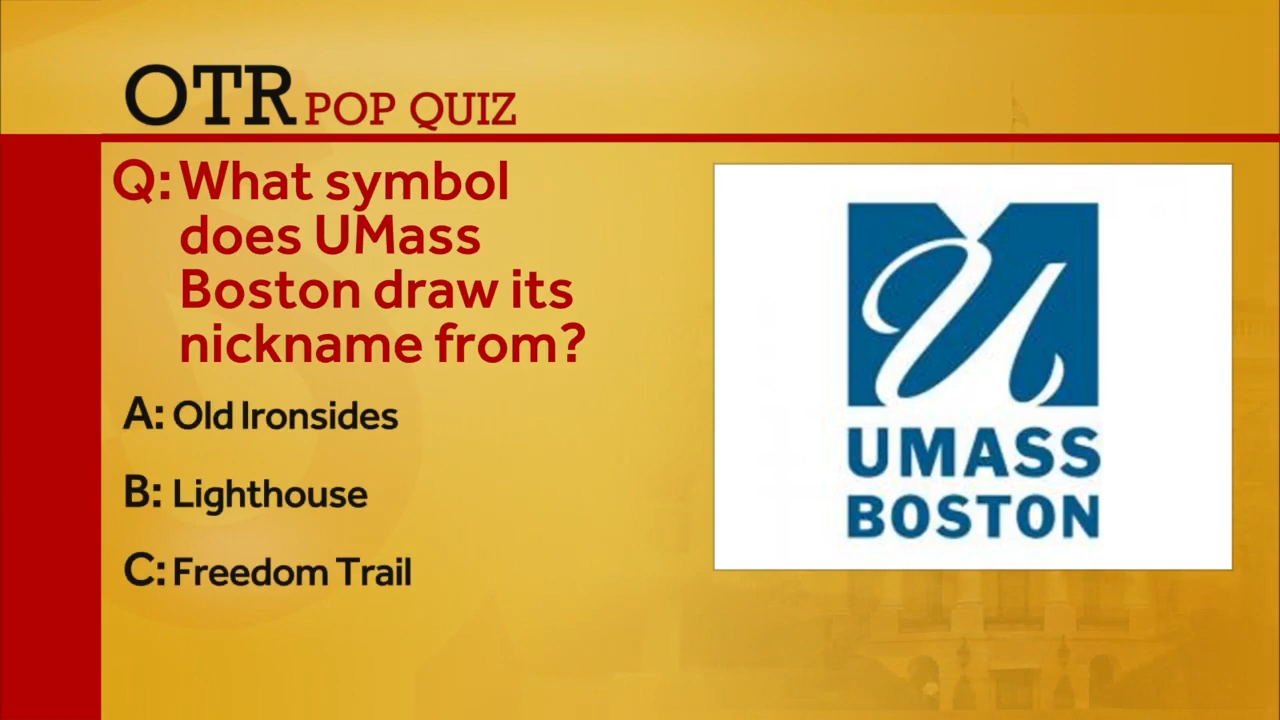 OTR POP QUIZ
Q: What symbol
does UMass
Boston draw its
nickname from?
A: Old Ironsides
B: Lighthouse
C: Freedom Trail
U
UMASS
BOSTON